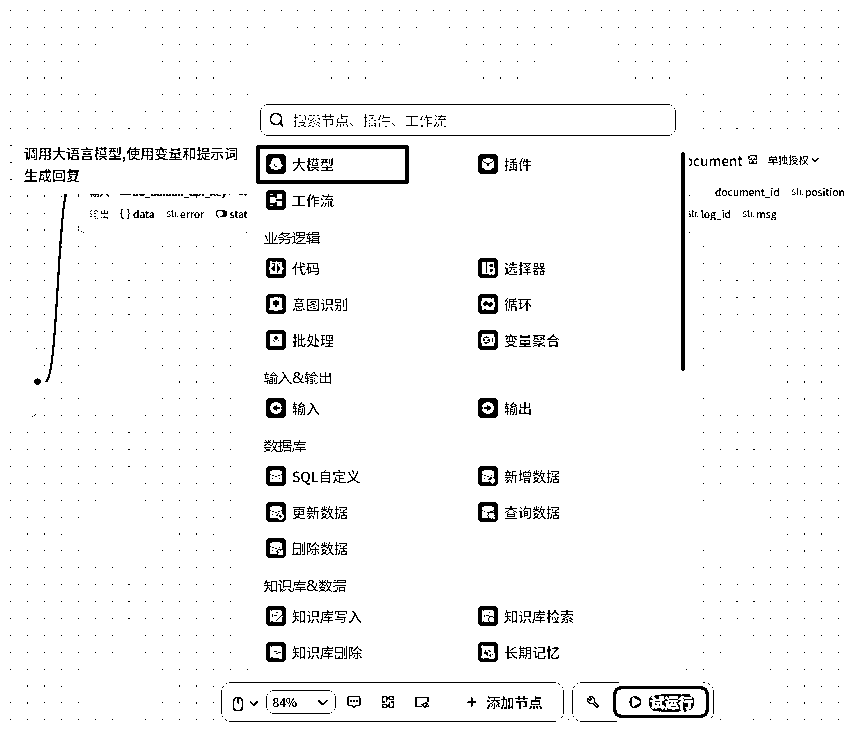 搜索节点、插件、工作流
调用大语言模型,使用变量和提示词
生成回复
大模型
插件
ocument 单独授权
工作流
document_id str. position
输出 {} data str. error stat
str. log_id str. msg
业务逻辑
代码
选择器
意图识别
循环
批处理
变量聚合
输入&输出
输入
输出
数据库
SQL自定义
新增数据
更新数据
查询数据
删除数据
知识库&数据
知识库写入
知识库检索
知识库删除
长期记忆
84%
+ 添加节点
试运行